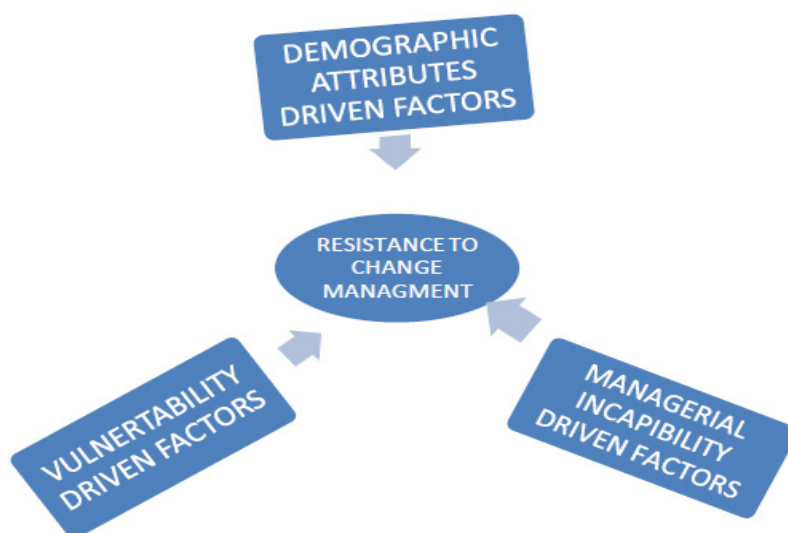 DEMOGRAPHIC
ATTRIBUTES
DRIVEN FACTORS
RESISTANCE TO
CHANGE
MANAGMENT
VULNERTABILITY
DRIVEN FACTORS
MANAGERIAL
INCAPIBILITY
DRIVEN FACTORS